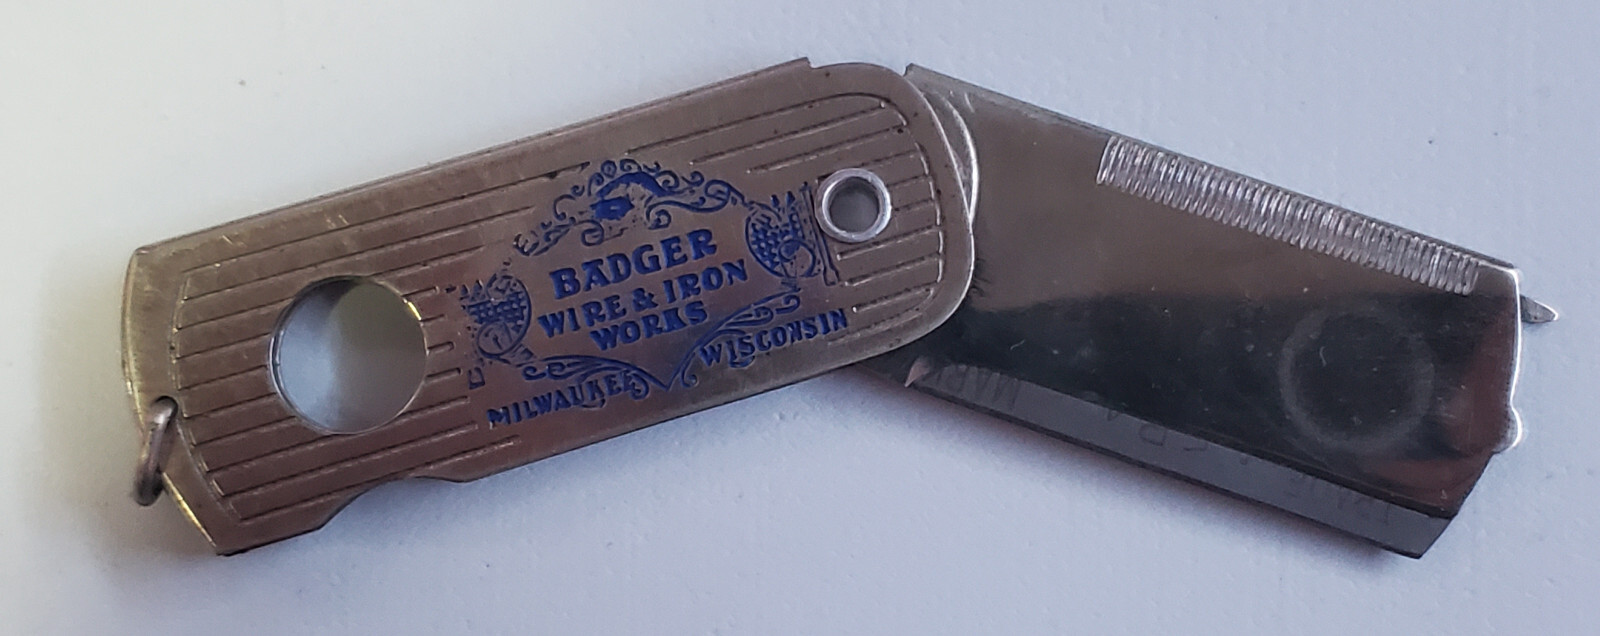 BADGER
WIRE & IRON
WORKS
MILWAUKEE WISCONSIN